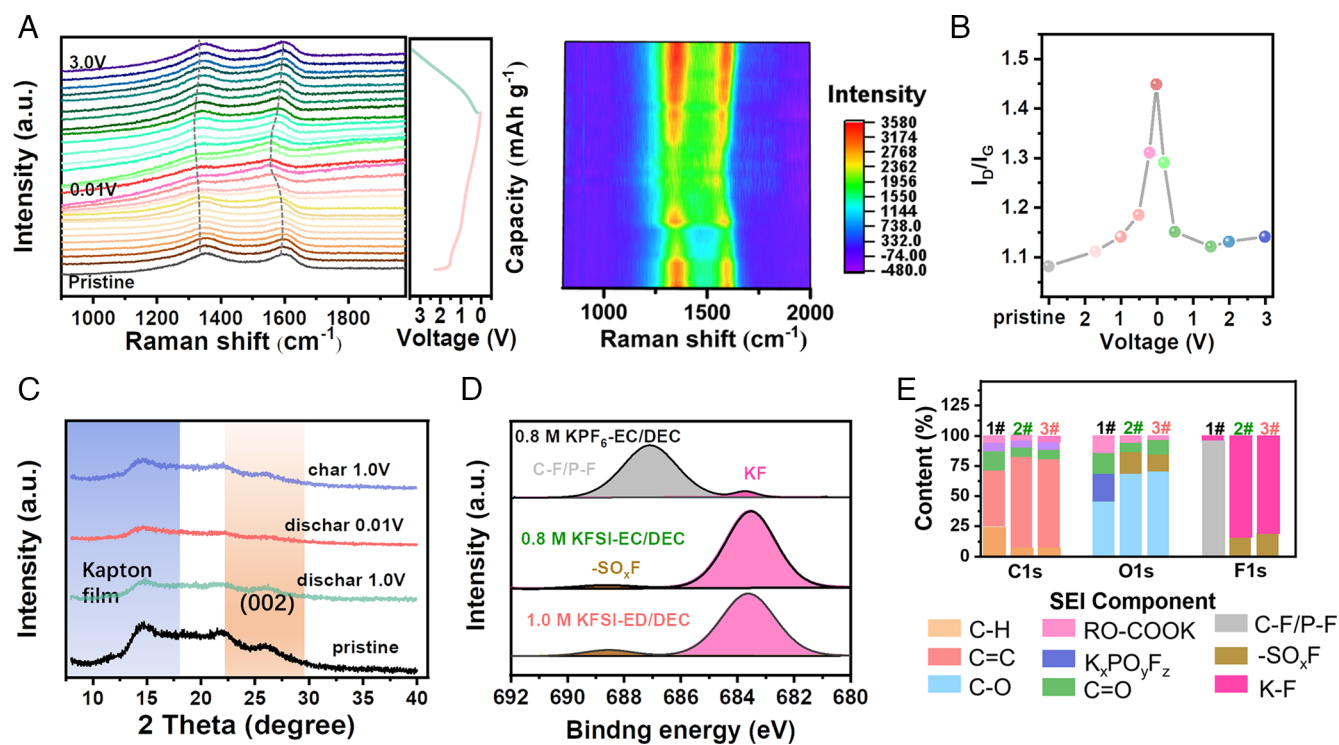 A
3.0V
0.01V
Pristine
Intensity (a.u.)
1000 1200 1400 1600 1800
Raman shift (cm-1)
3 2 1 0
Voltage (V)
Capacity (mAh g-1)
1000 1500 2000
Raman shift (cm-1)
Intensity
3580
3174
2768
2362
1956
1550
1144
738.0
332.0
-74.00
-480.0
B
ID/IG
1.5
1.4
1.3
1.2
1.1
pristine 2 1 0 1 2 3
Voltage (V)
C
Intensity (a.u.)
char 1.0V
dischar 0.01V
Kapton
film
dischar 1.0V
(002)
pristine
10 15 20 25 30 35 40
2 Theta (degree)
D
Intensity (a.u.)
0.8 M KPF6-EC/DEC
C-F/P-F
KF
0.8 M KFSI-EC/DEC
-SOxF
1.0 M KFSI-ED/DEC
692 690 688 686 684 682 680
Bindng energy (eV)
E
Content (%)
125
100
75
50
25
0
1# 2# 3# 1# 2# 3# 1# 2# 3#
C1s O1s F1s
SEI Component
C-H
C=C
C-O
RO-COOK
KxPOyFz
C=O
C-F/P-F
-SOxF
K-F